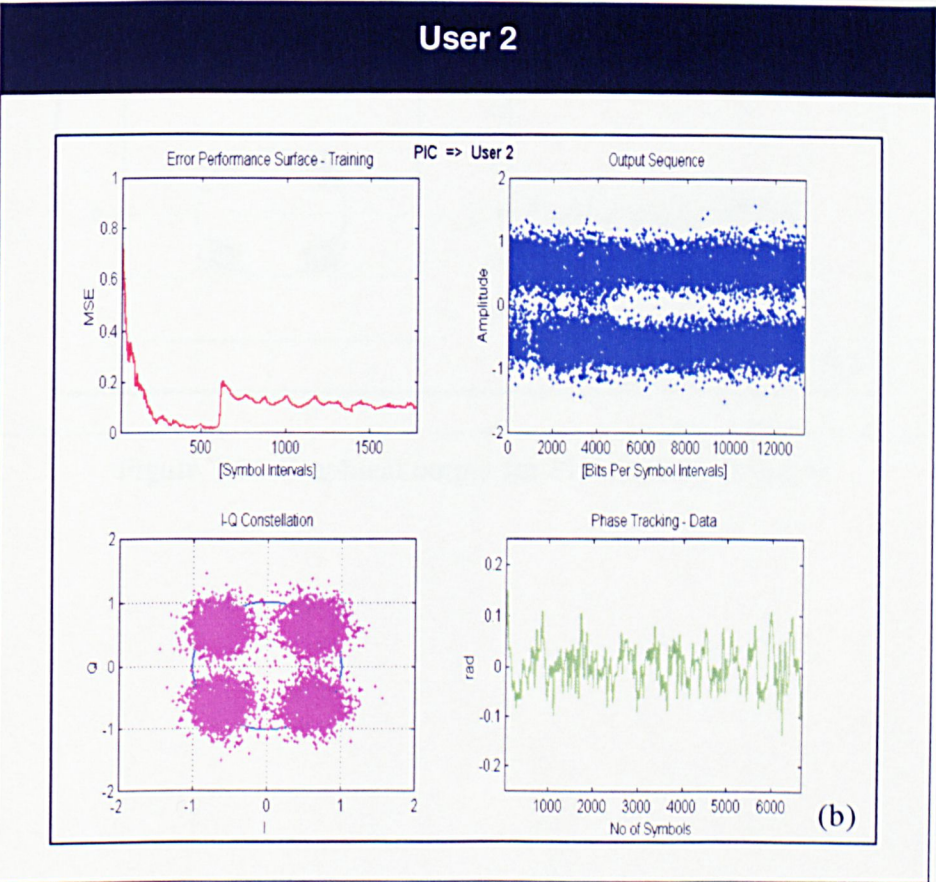 User 2
PIC => User 2
Error Performance Surface - Training
1
0.8
0.6
0.4
0.2
0
MSE
500
1000
1500
[Symbol Intervals]
Output Sequence
2
1
0
-1
-2
Amplitude
0
2000
4000
6000
8000
10000
12000
[Bits Per Symbol Intervals]
I-Q Constellation
2
1
0
-1
-2
Q
-2
-1
0
1
2
I
Phase Tracking - Data
0.2
0.1
0
-0.1
-0.2
rad
1000
2000
3000
4000
5000
6000
No of Symbols
(b)